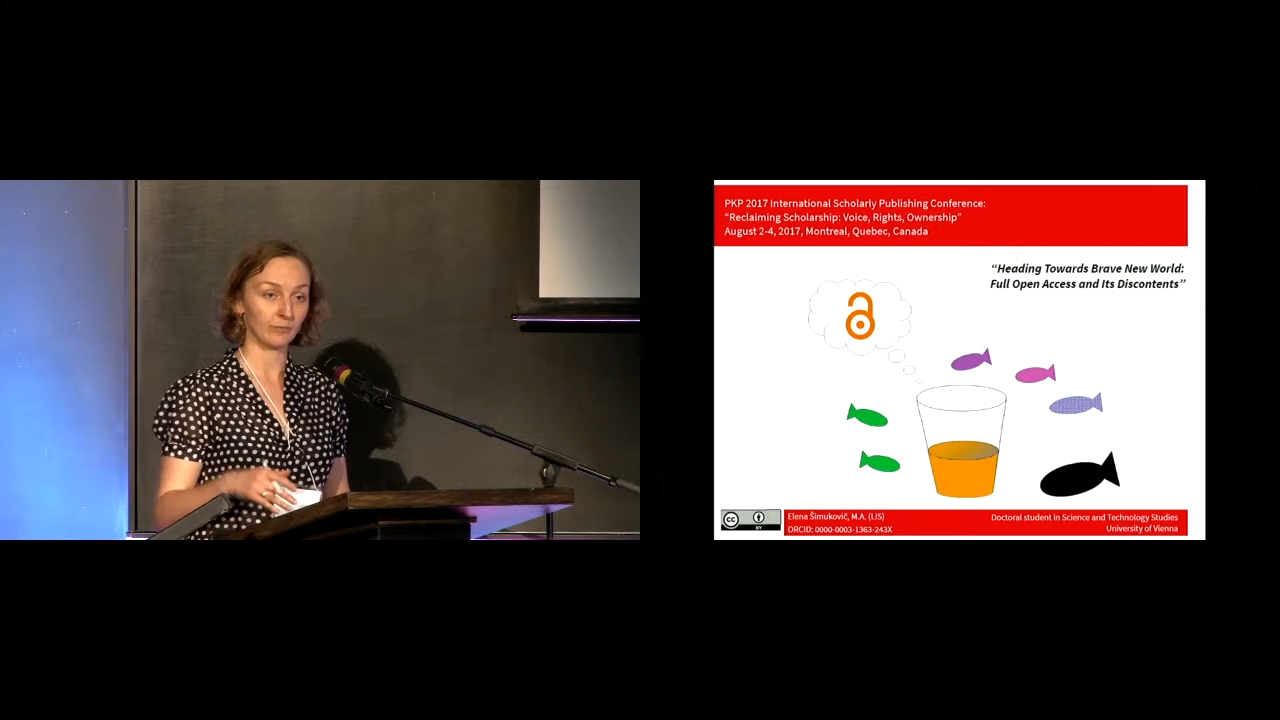 PKP 2017 International Scholarly Publishing Conference:
“Reclaiming Scholarship: Voice, Rights, Ownership”
August 2-4, 2017, Montreal, Quebec, Canada
“Heading Towards Brave New World:
Full Open Access and Its Discontents”
cc
BY
Elena Šimukovič, M.A. (LIS)
ORCID: 0000-0003-1363-243X
Doctoral student in Science and Technology Studies
University of Vienna